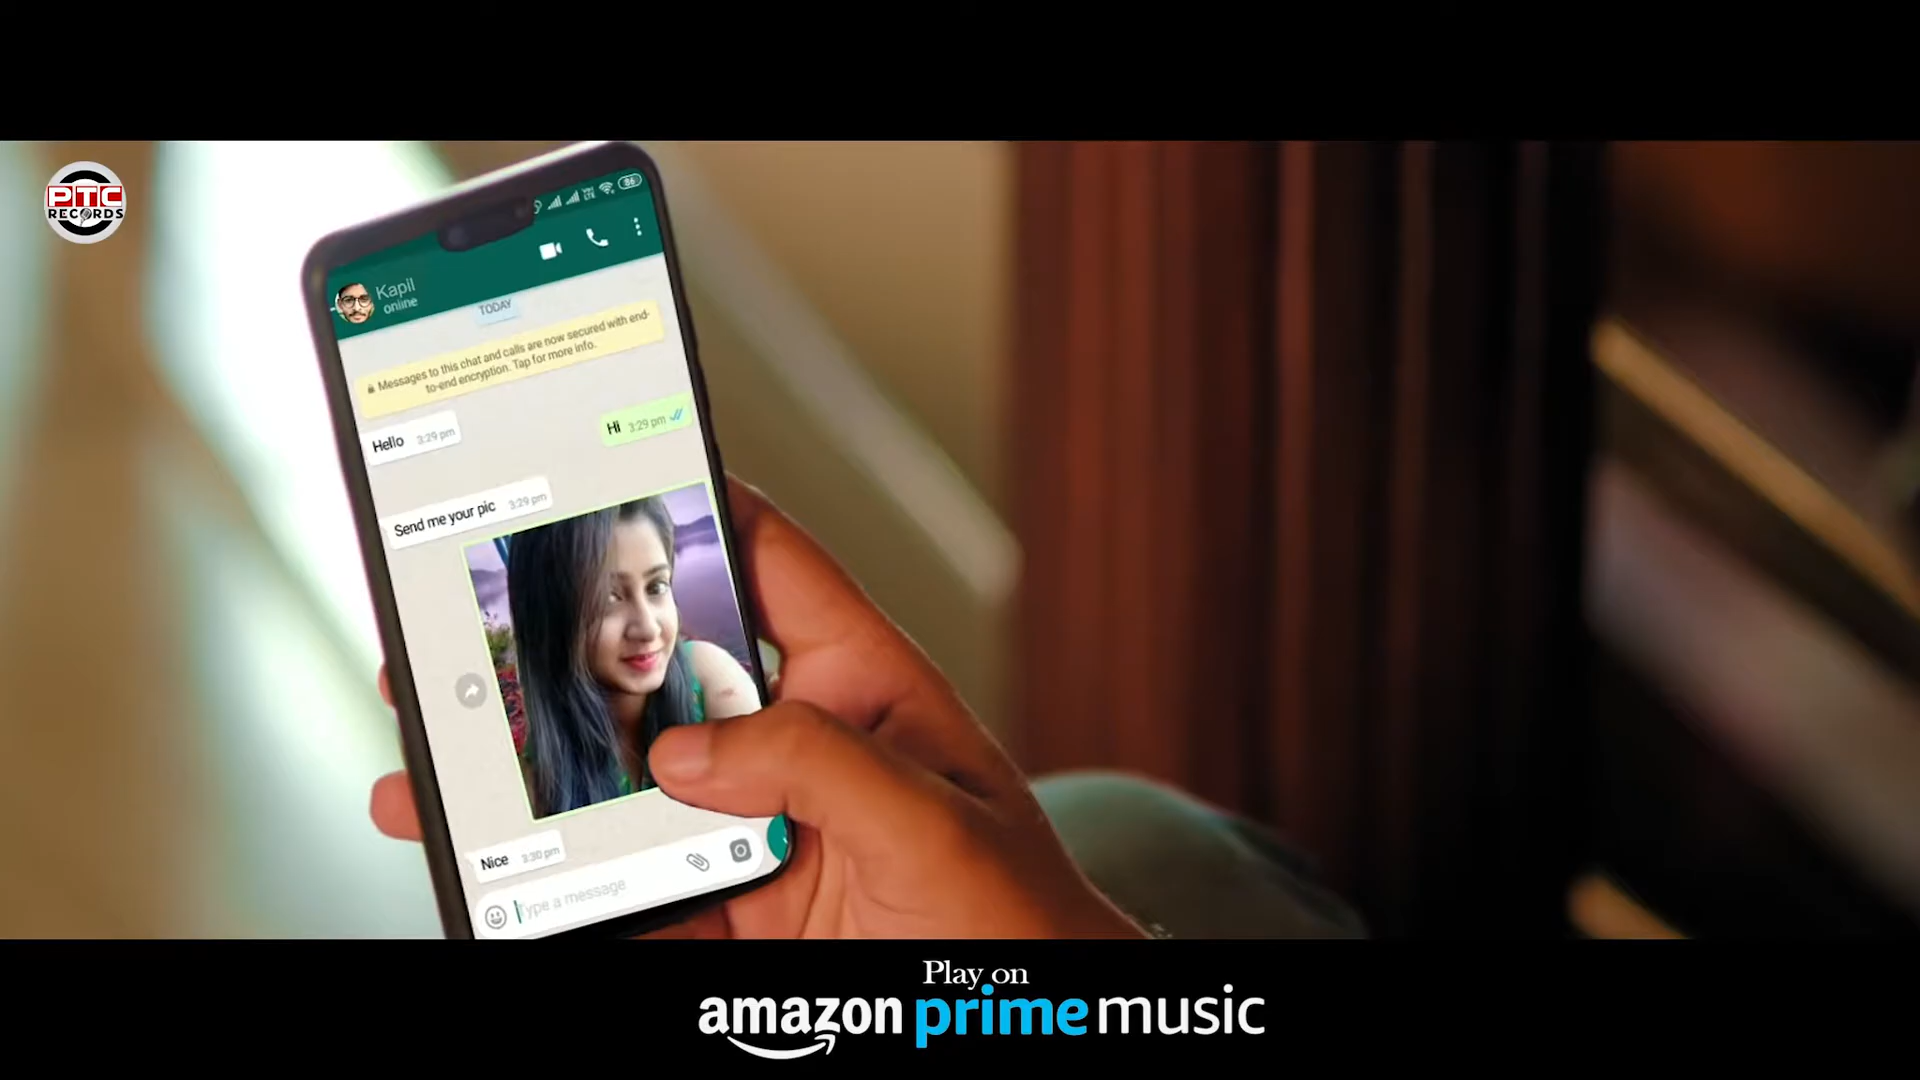 PTC
RECORDS
VoLTE
86
Kapil
online
TODAY
Messages to this chat and calls are now secured with end-
to-end encryption. Tap for more info.
Hi 3:29 pm
Hello 3:29 pm
Send me your pic 3:29 pm
Nice 3:30 pm
Type a message
Play on
amazon prime music